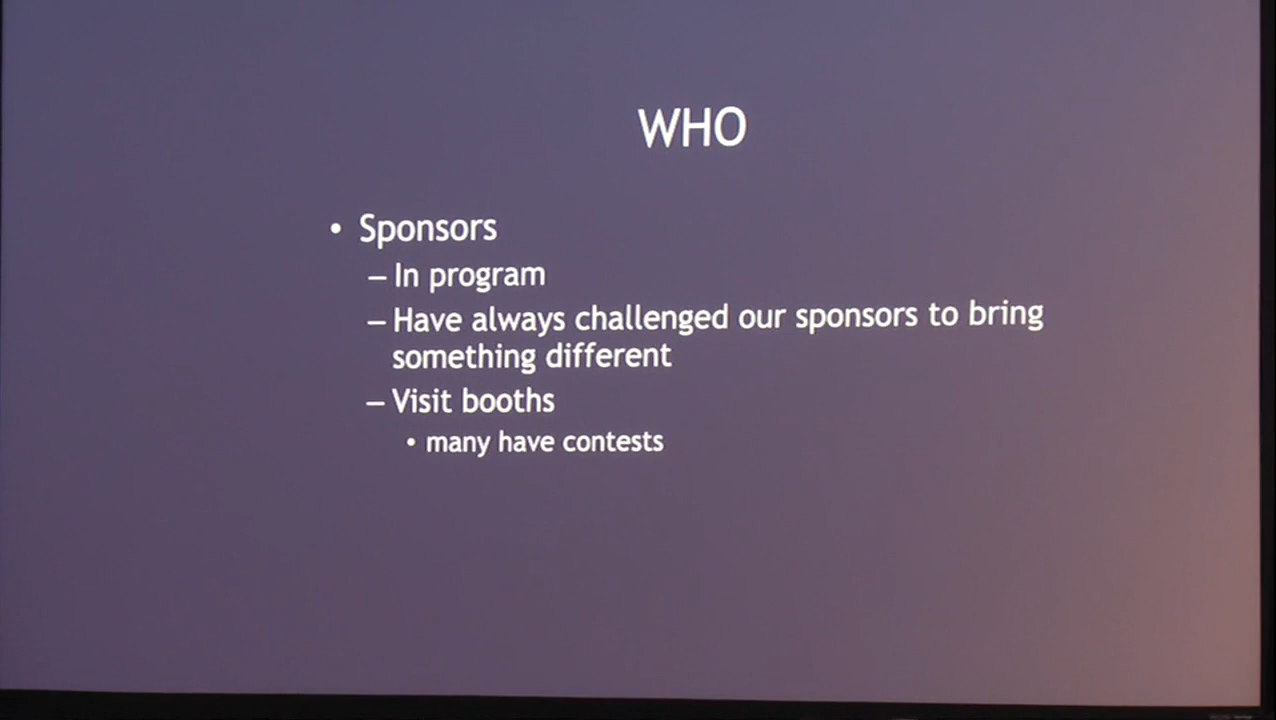 WHO
• Sponsors
– In program
– Have always challenged our sponsors to bring
something different
– Visit booths
• many have contests